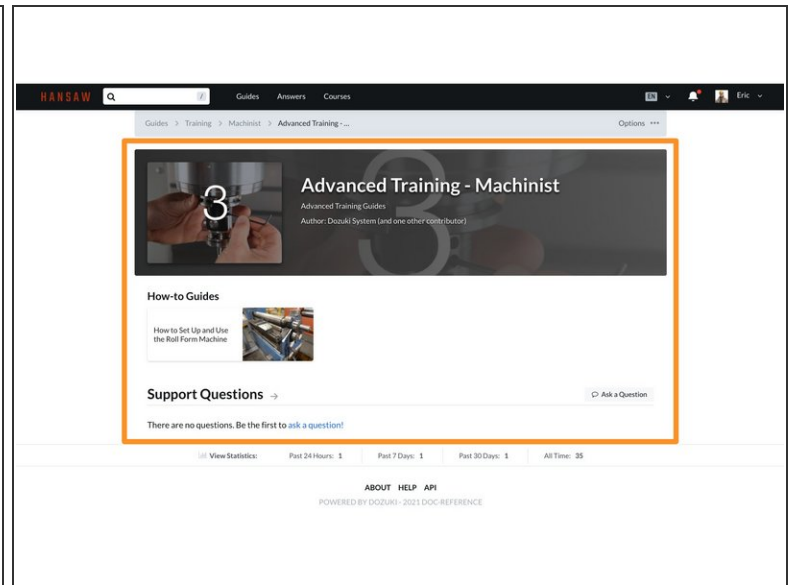 HANSAW
/
Guides Answers Courses
EN
Eric
Guides > Training > Machinist > Advanced Training - ...
Options ···
3
3
Advanced Training - Machinist
Advanced Training Guides
Author: Dozuki System (and one other contributor)
How-to Guides
How to Set Up and Use
the Roll Form Machine
Support Questions →
Ask a Question
There are no questions. Be the first to ask a question!
View Statistics: Past 24 Hours: 1 Past 7 Days: 1 Past 30 Days: 1 All Time: 35
ABOUT HELP API
POWERED BY DOZUKI - 2021 DOC-REFERENCE